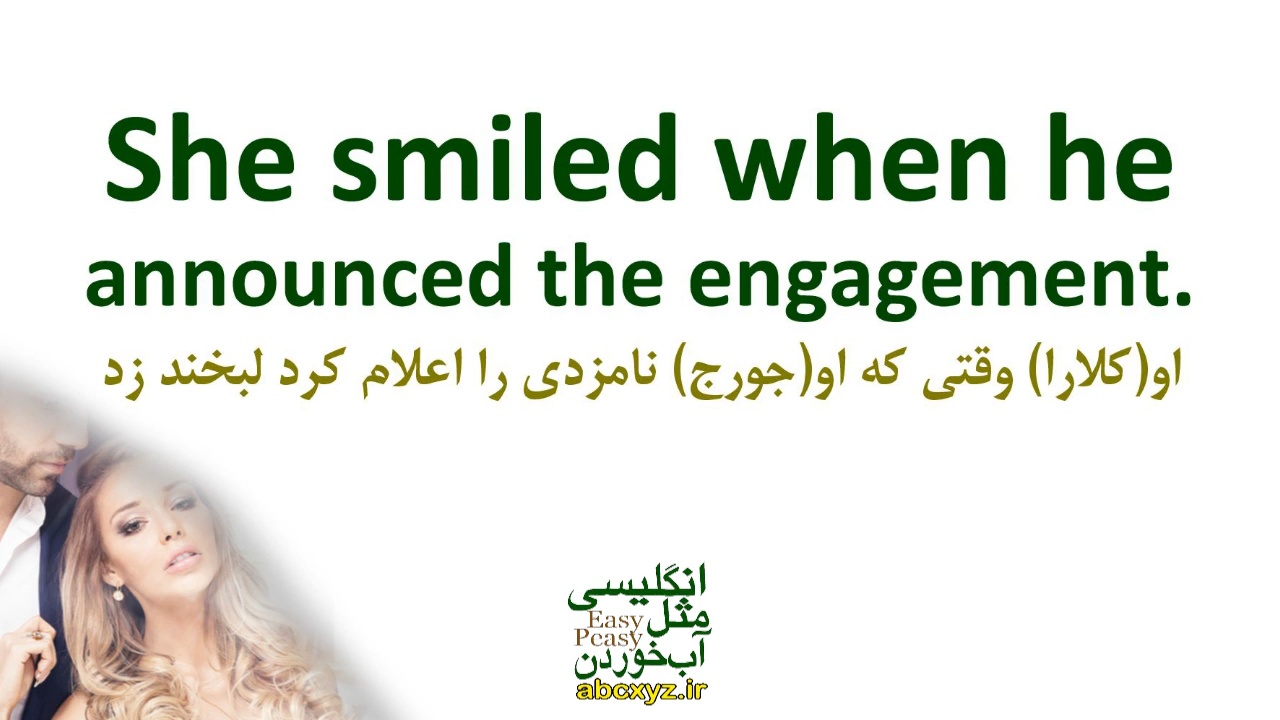 She smiled when he
announced the engagement.
او(کلارا) وقتی که او(جورج) نامزدی را اعلام کرد لبخند زد
انگلیسی
مثل
Easy
Peasy
آب‌خوردن
abcxyz.ir